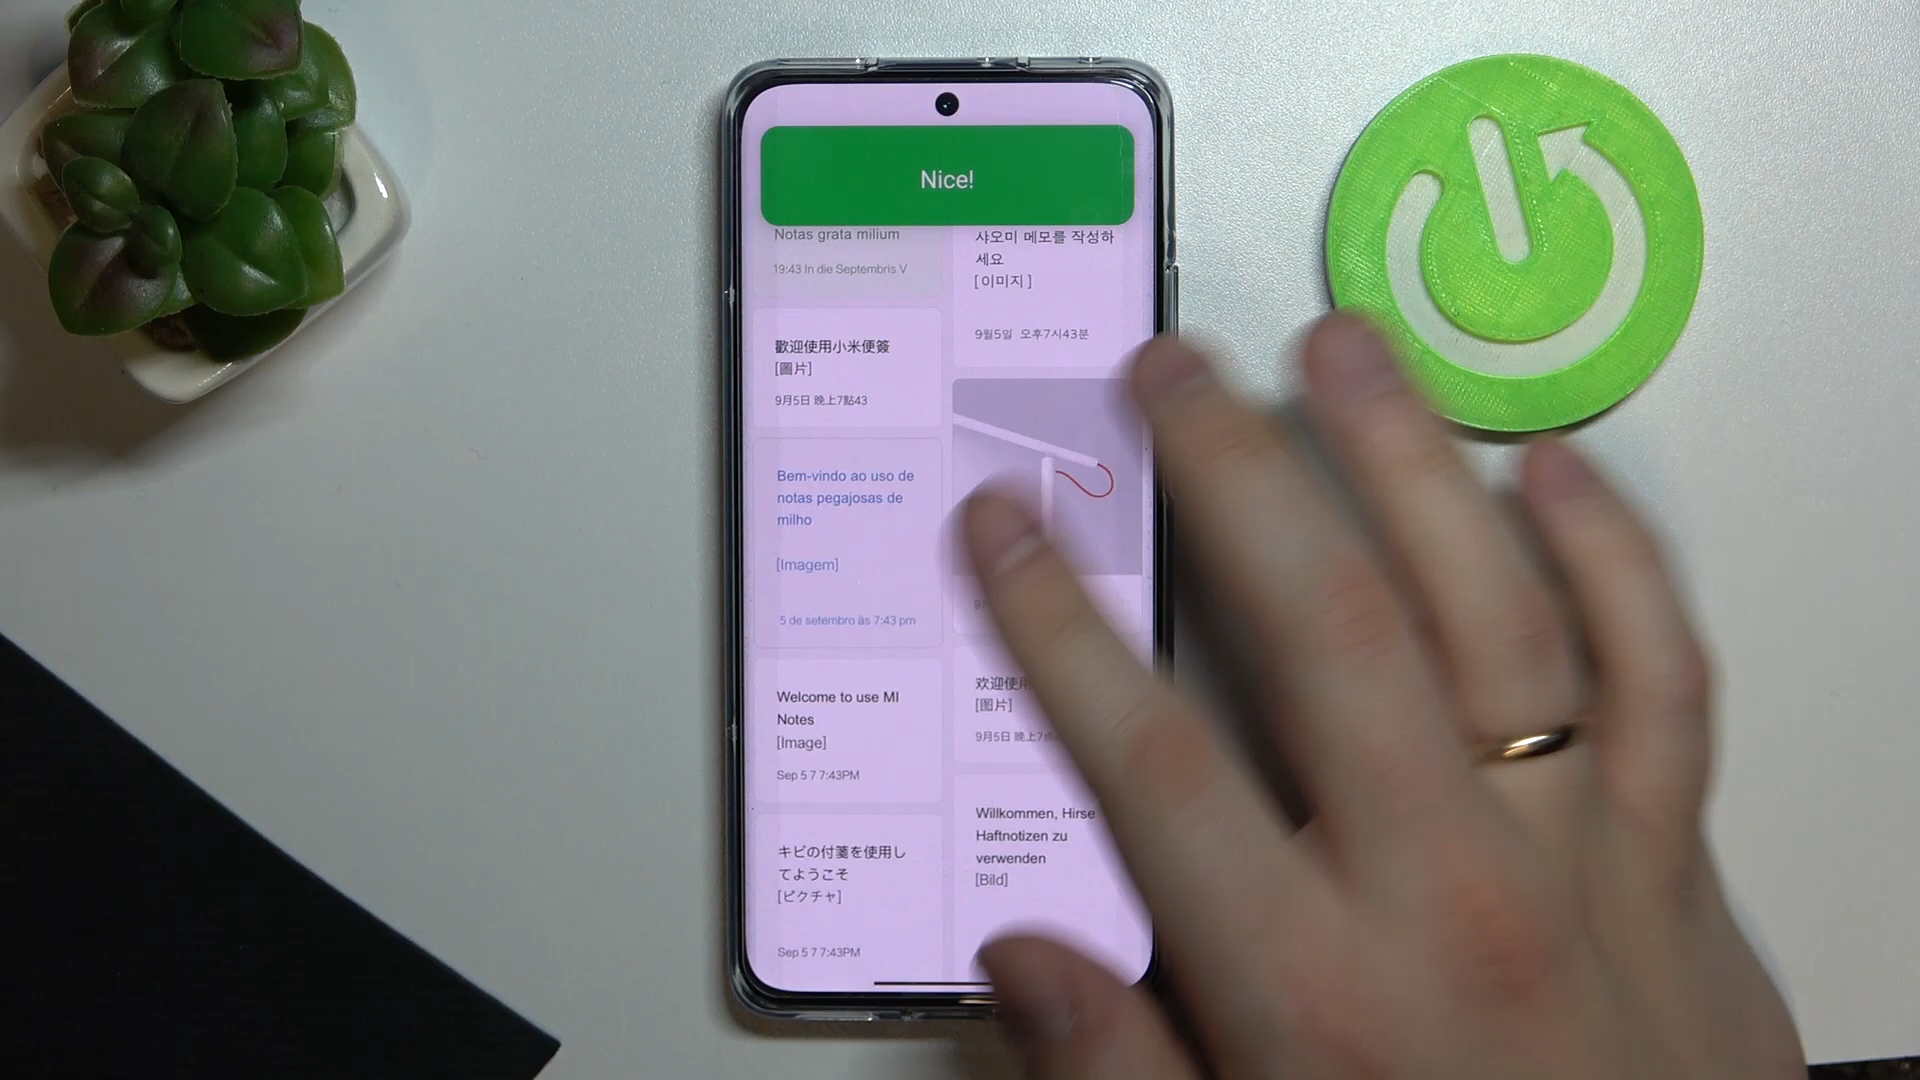 Nice!
Notas grata milium
19:43 In die Septembris V
歡迎使用小米便簽
[圖片]
9月5日 晚上7點43
Bem-vindo ao uso de
notas pegajosas de
milho
[Imagem]
5 de setembro às 7:43 pm
Welcome to use MI
Notes
[Image]
Sep 5 7 7:43PM
キビの付箋を使用し
てようこそ
[ピクチャ]
Sep 5 7 7:43PM
샤오미 메모를 작성하
세요
[이미지]
9월5일 오후7시43분
欢迎使用
[图片]
9月5日 晚上7点
Willkommen, Hirse
Haftnotizen zu
verwenden
[Bild]